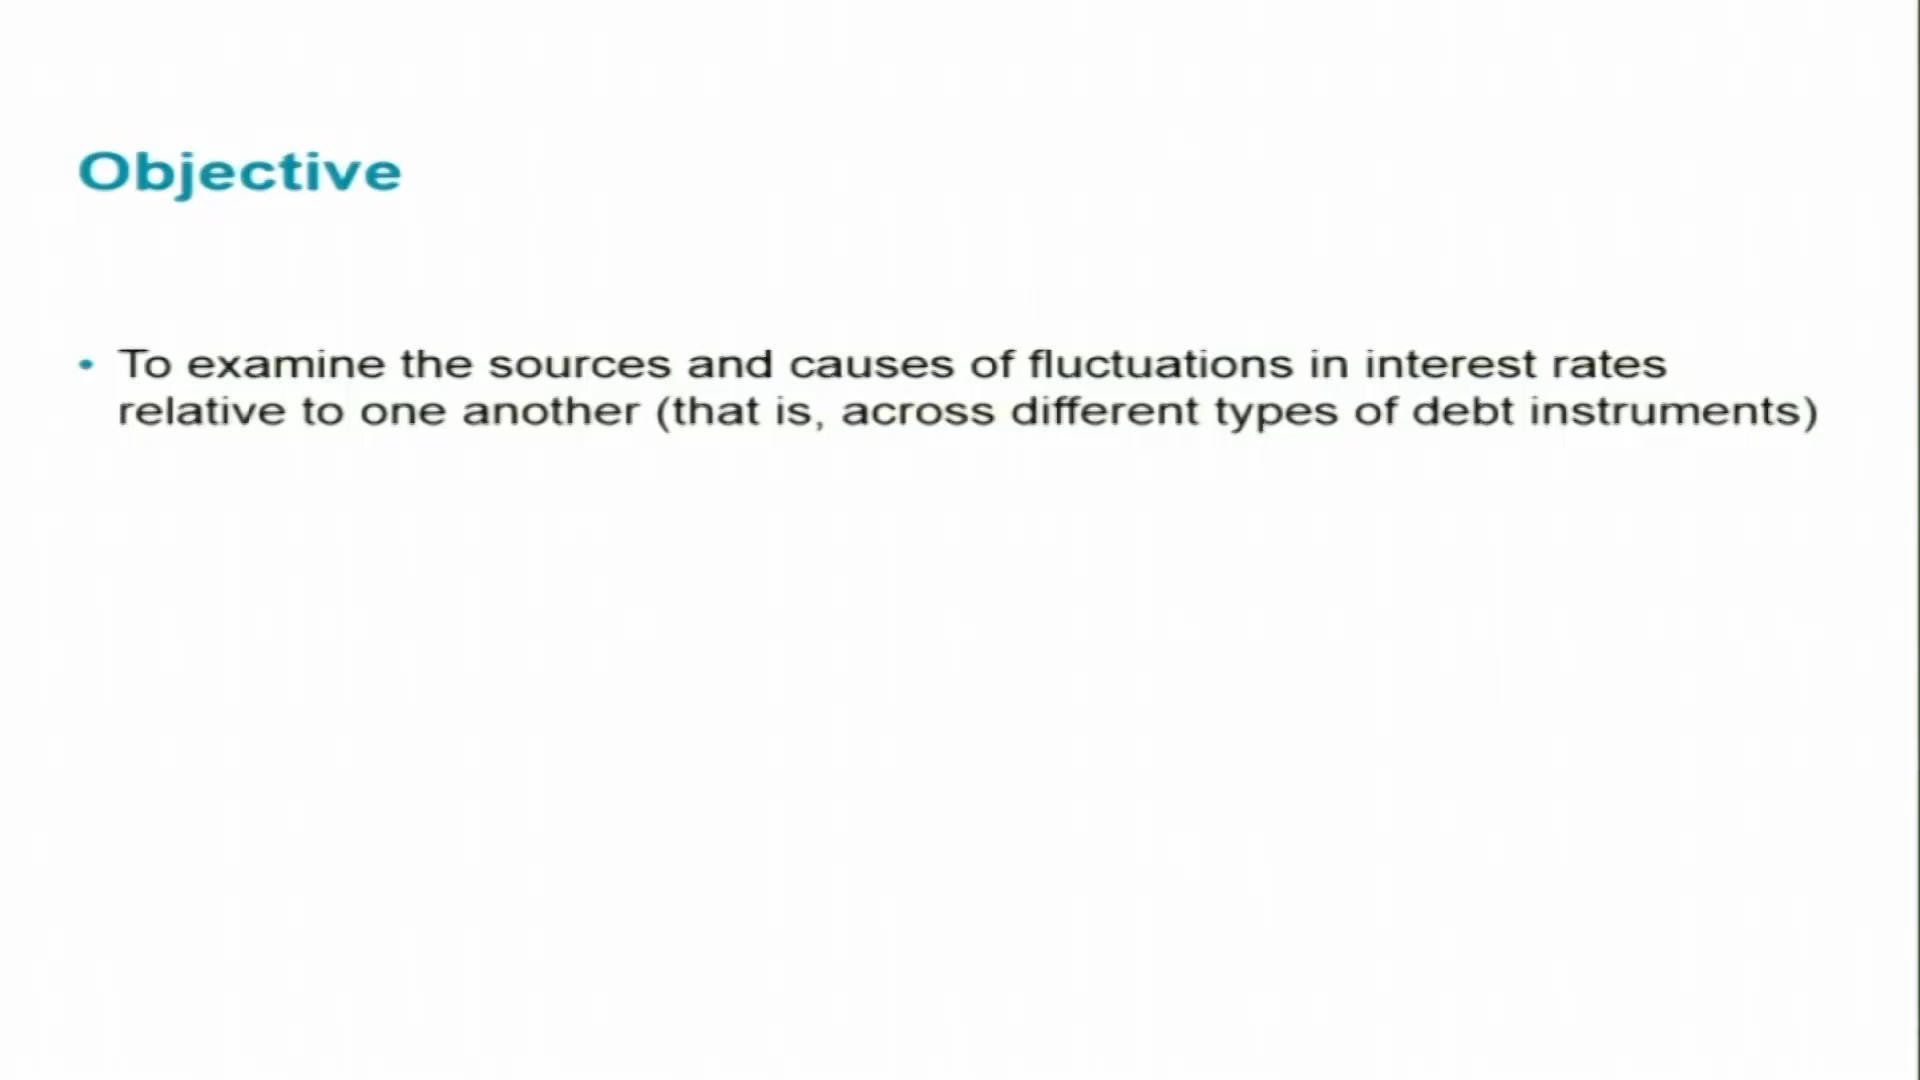 Objective
• To examine the sources and causes of fluctuations in interest rates
relative to one another (that is, across different types of debt instruments)